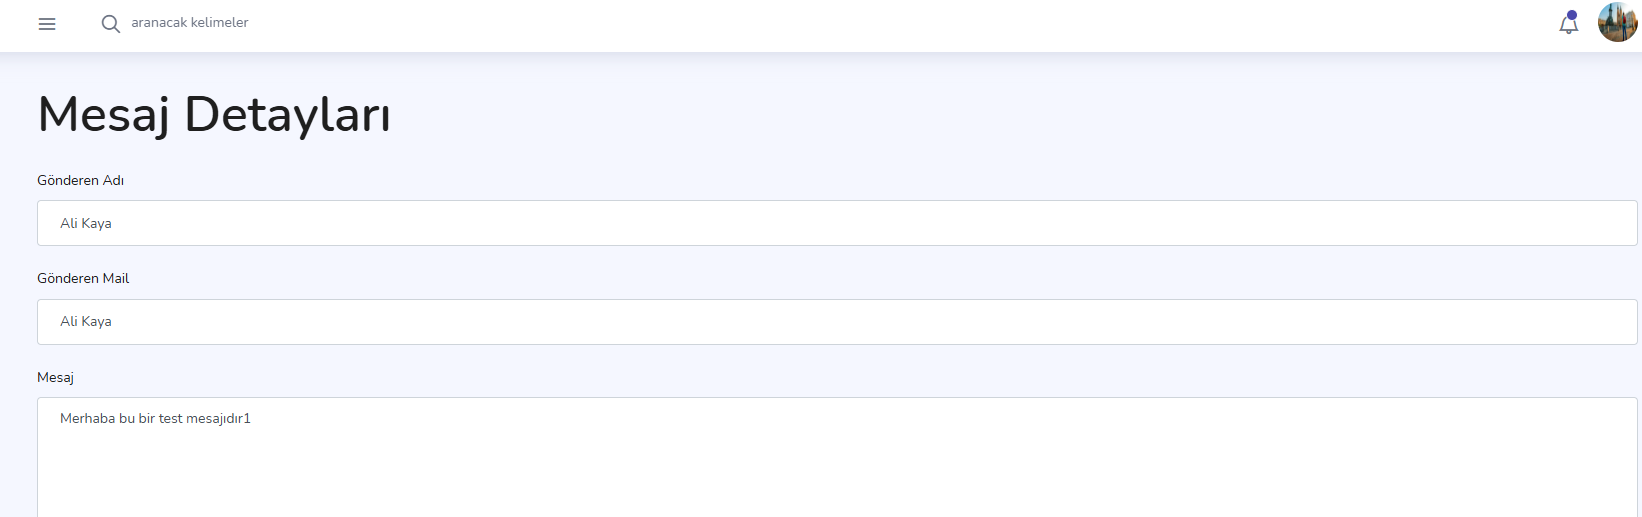 aranacak kelimeler
Mesaj Detayları
Gönderen Adı
Ali Kaya
Gönderen Mail
Ali Kaya
Mesaj
Merhaba bu bir test mesajıdır1